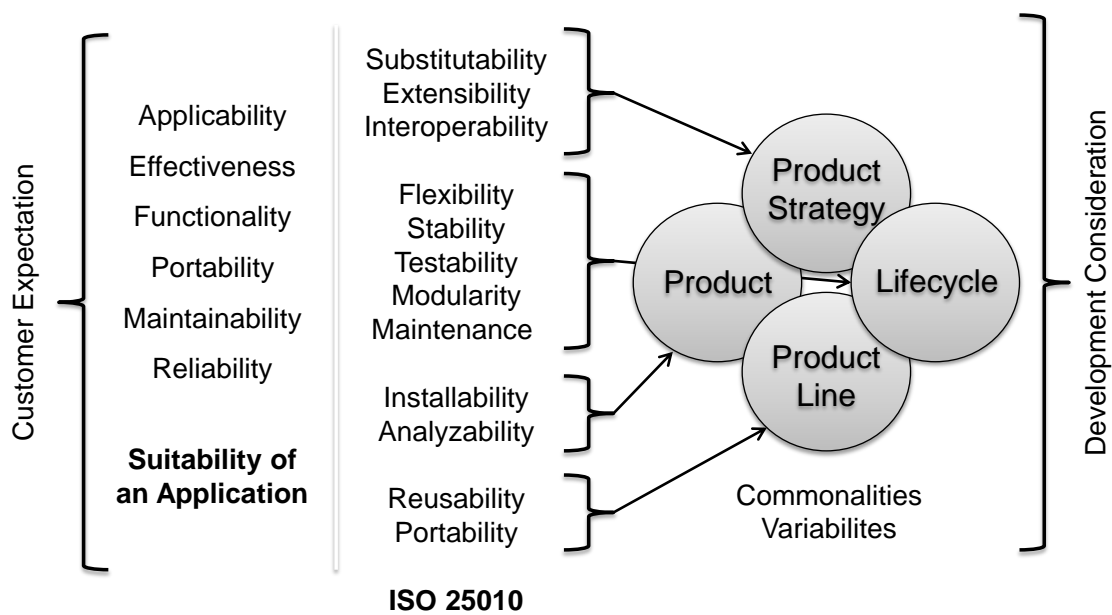 Customer Expectation
Applicability
Effectiveness
Functionality
Portability
Maintainability
Reliability
Suitability of
an Application
Substitutability
Extensibility
Interoperability
Flexibility
Stability
Testability
Modularity
Maintenance
Installability
Analyzability
Reusability
Portability
ISO 25010
Product
Strategy
Product
Lifecycle
Product
Line
Commonalities
Variabilites
Development Consideration